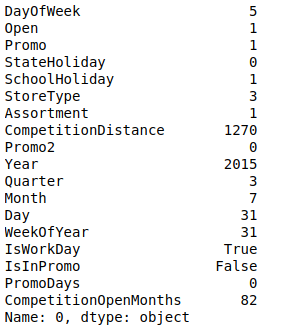 DayOfWeek 5
Open 1
Promo 1
StateHoliday 0
SchoolHoliday 1
StoreType 3
Assortment 1
CompetitionDistance 1270
Promo2 0
Year 2015
Quarter 3
Month 7
Day 31
WeekOfYear 31
IsWorkDay True
IsInPromo False
PromoDays 0
CompetitionOpenMonths 82
Name: 0, dtype: object